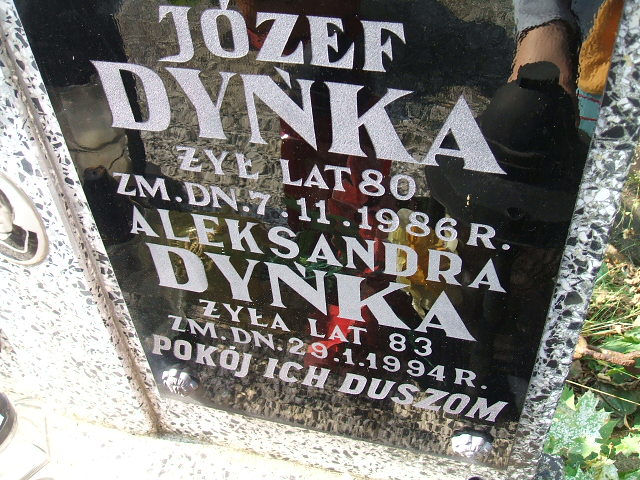 JÓZEF
DYŃKA
ŻYŁ LAT 80
ZM. DN. 7.11.1986 R.
ALEKSANDRA
DYŃKA
ŻYŁA LAT 83
ZM. DN. 29.1.1994 R.
POKÓJ ICH DUSZOM